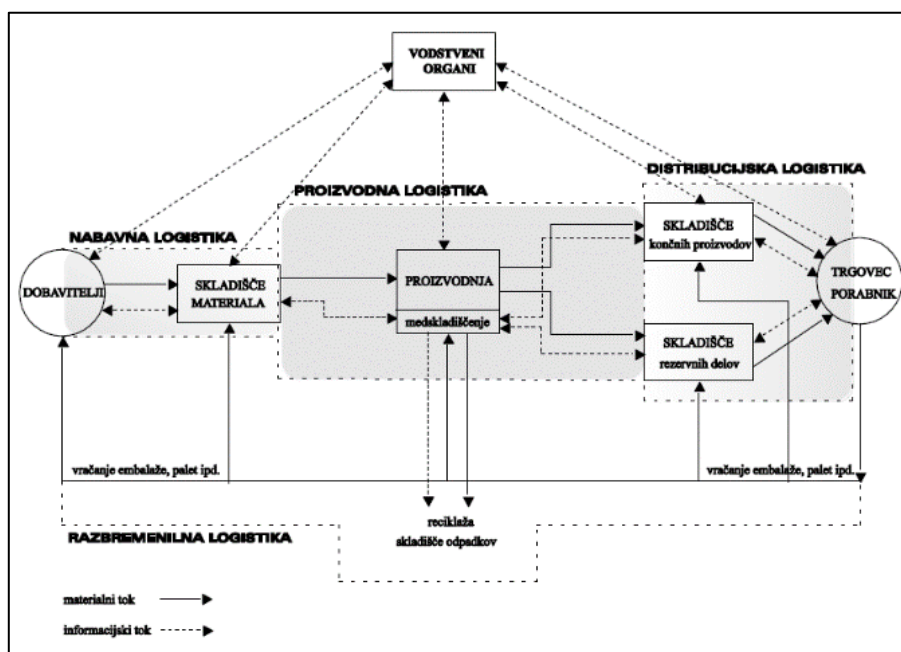 VODSTVENI
ORGANI
DISTRIBUCIJSKA LOGISTIKA
PROIZVODNA LOGISTIKA
NABAVNA LOGISTIKA
DOBAVITELJI
SKLADIŠČE
MATERIALA
PROIZVODNJA
medskladiščenje
SKLADIŠČE
končnih proizvodov
SKLADIŠČE
rezervnih delov
TRGOVEC
PORABNIK
vračanje embalaže, palet ipd.
vračanje embalaže, palet ipd.
reciklaža
skladišče odpadkov
RAZBREMENILNA LOGISTIKA
materialni tok
informacijski tok